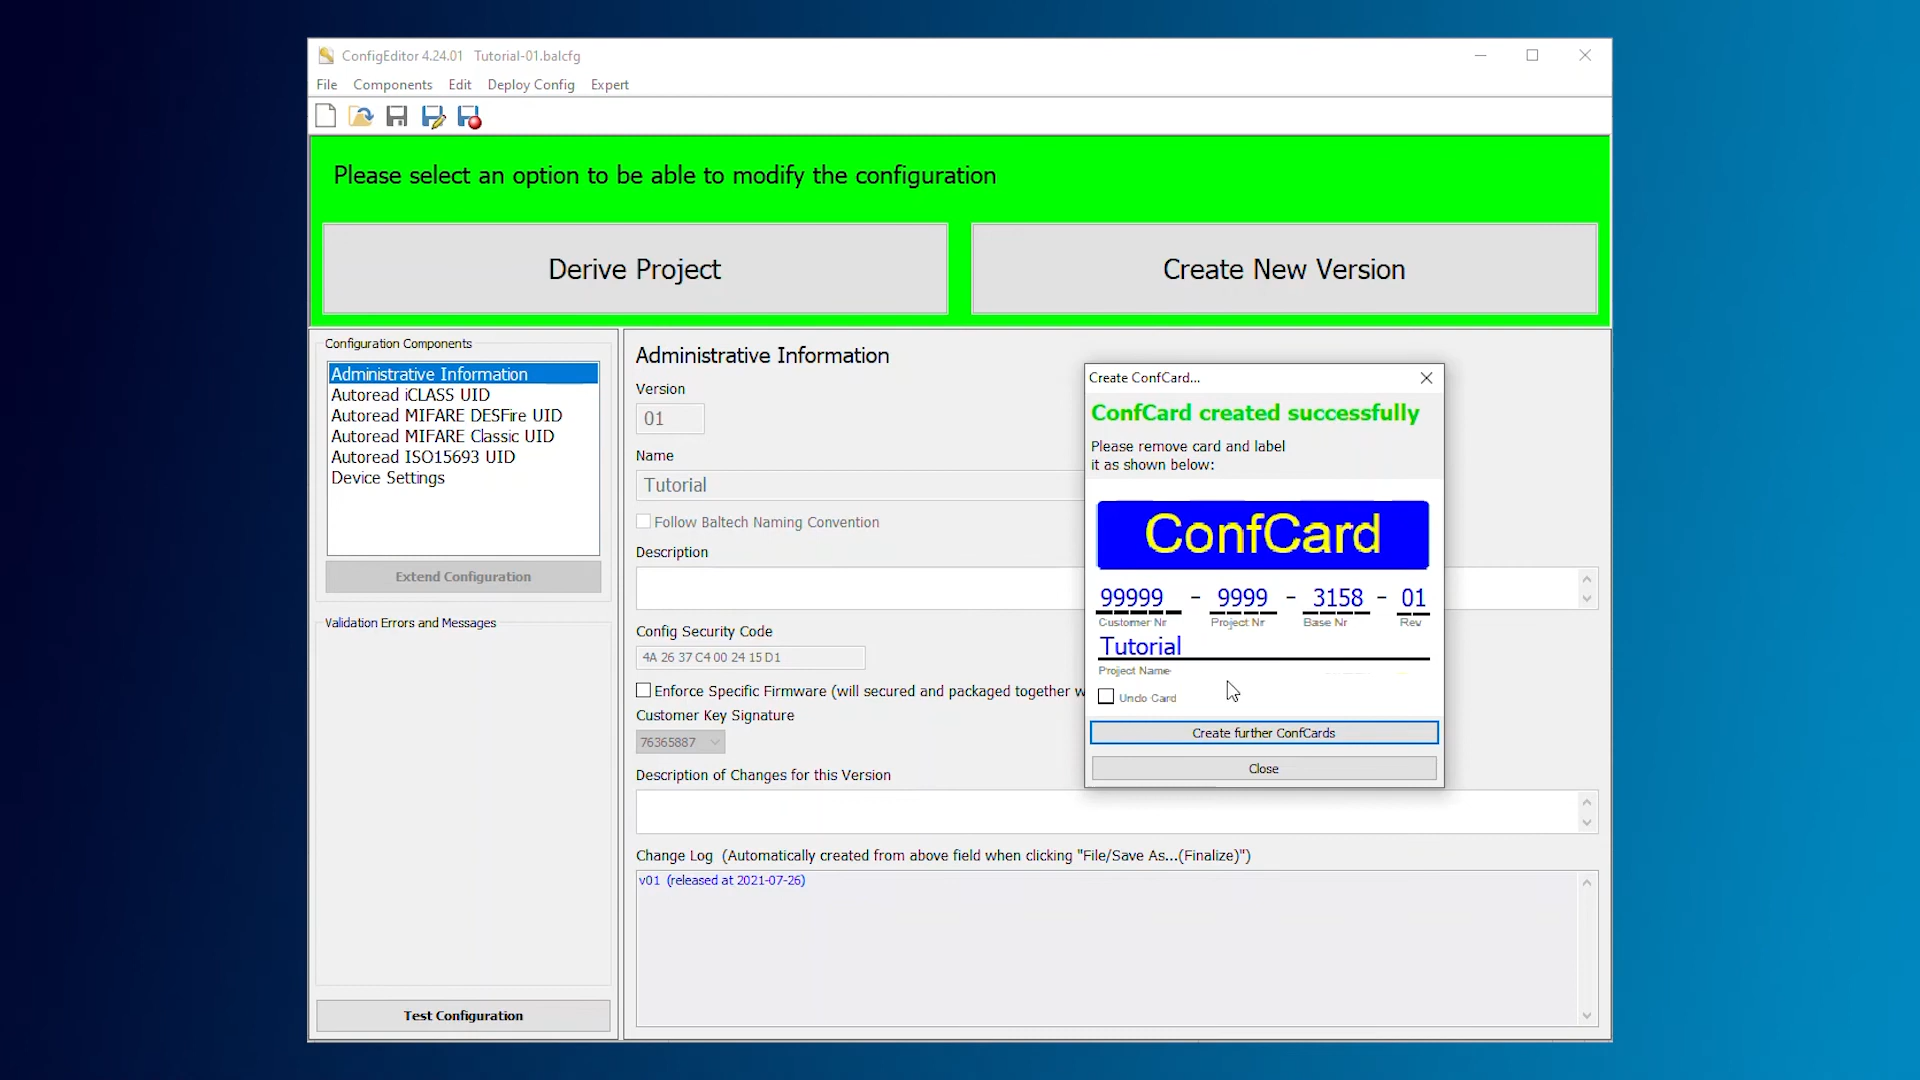 ConfigEditor 4.24.01 Tutorial-01.balcfg
File Components Edit Deploy Config Expert
Please select an option to be able to modify the configuration
Derive Project
Create New Version
Configuration Components
Administrative Information
Autoread iCLASS UID
Autoread MIFARE DESFire UID
Autoread MIFARE Classic UID
Autoread ISO15693 UID
Device Settings
Extend Configuration
Validation Errors and Messages
Test Configuration
Administrative Information
Version
01
Name
Tutorial
Follow Baltech Naming Convention
Description
Config Security Code
4A 26 37 C4 00 24 15 D1
Enforce Specific Firmware (will secured and packaged together
Customer Key Signature
76365887
Description of Changes for this Version
Change Log (Automatically created from above field when clicking "File/Save As...(Finalize)")
v01 (released at 2021-07-26)
Create ConfCard...
ConfCard created successfully
Please remove card and label
it as shown below:
ConfCard
99999 - 9999 - 3158 - 01
Customer Nr Project Nr Base Nr Rev
Tutorial
Project Name
Undo Card
Create further ConfCards
Close